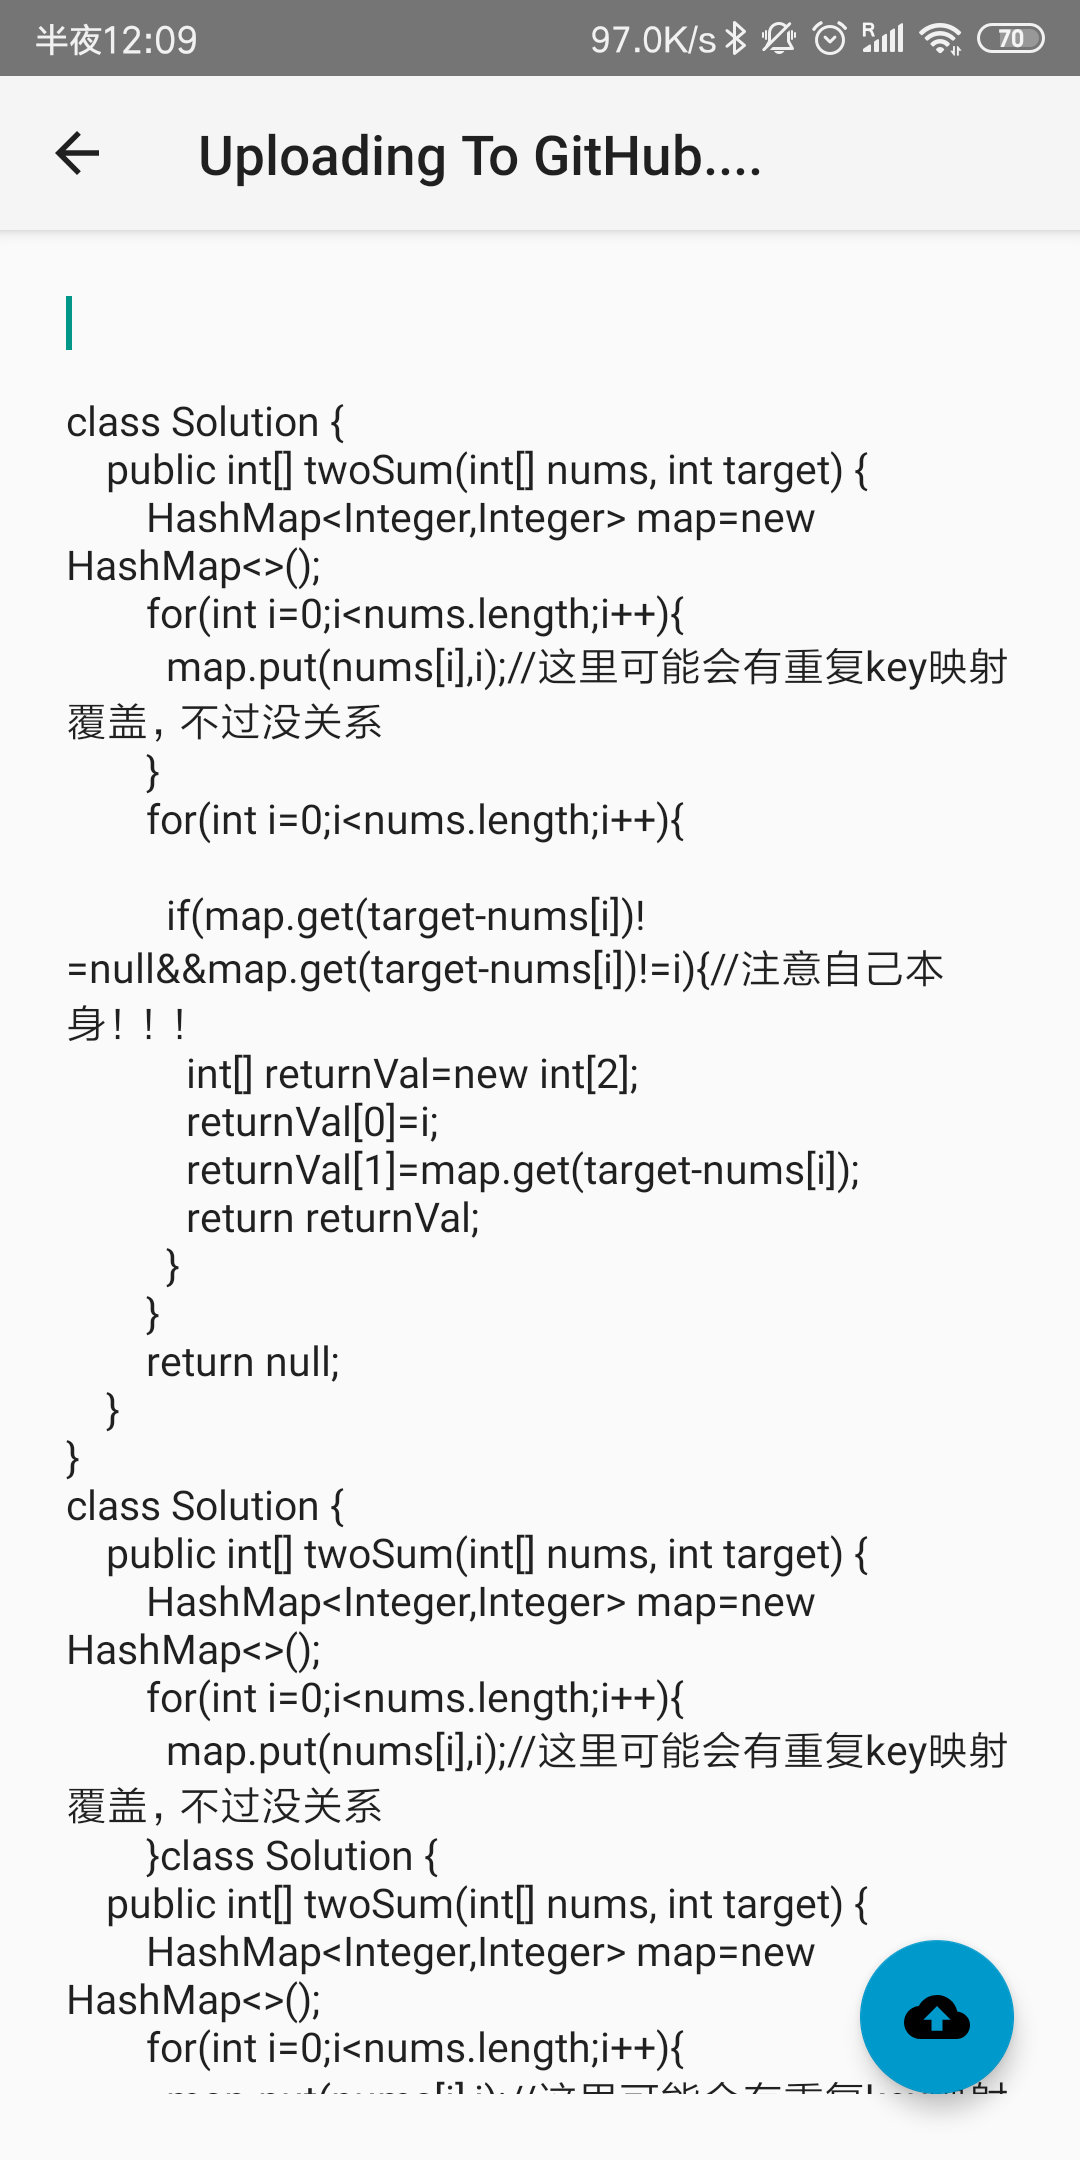 半夜12:09 97.0K/s R 70
Uploading To GitHub....
class Solution {
public int[] twoSum(int[] nums, int target) {
HashMap<Integer,Integer> map=new
HashMap<>();
for(int i=0;i<nums.length;i++){
map.put(nums[i],i);//这里可能会有重复key映射
覆盖，不过没关系
}
for(int i=0;i<nums.length;i++){
if(map.get(target-nums[i])!
=null&&map.get(target-nums[i])!=i){//注意自己本
身！！！
int[] returnVal=new int[2];
returnVal[0]=i;
returnVal[1]=map.get(target-nums[i]);
return returnVal;
}
}
return null;
}
}
class Solution {
public int[] twoSum(int[] nums, int target) {
HashMap<Integer,Integer> map=new
HashMap<>();
for(int i=0;i<nums.length;i++){
map.put(nums[i],i);//这里可能会有重复key映射
覆盖，不过没关系
}class Solution {
public int[] twoSum(int[] nums, int target) {
HashMap<Integer,Integer> map=new
HashMap<>();
for(int i=0;i<nums.length;i++){